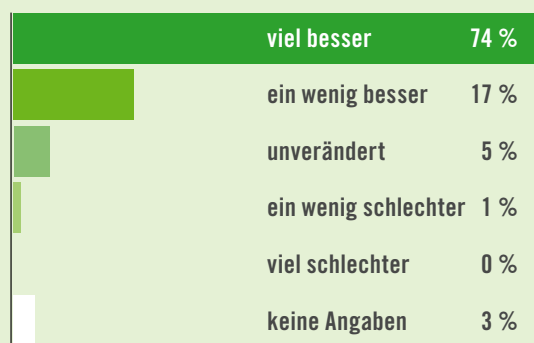 viel besser 74 %
ein wenig besser 17 %
unverändert 5 %
ein wenig schlechter 1 %
viel schlechter 0 %
keine Angaben 3 %